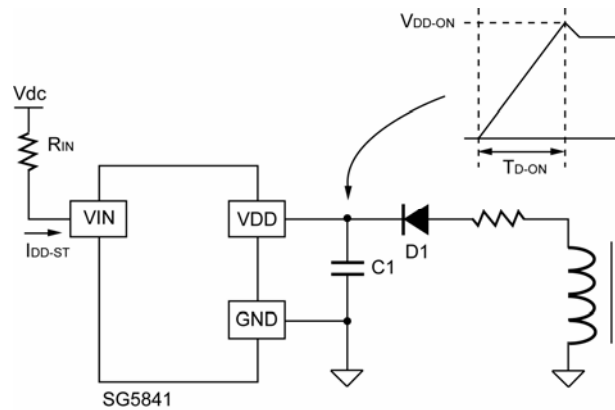 VDD-ON
TD-ON
Vdc
RIN
VIN
IDD-ST
VDD
GND
C1
D1
SG5841